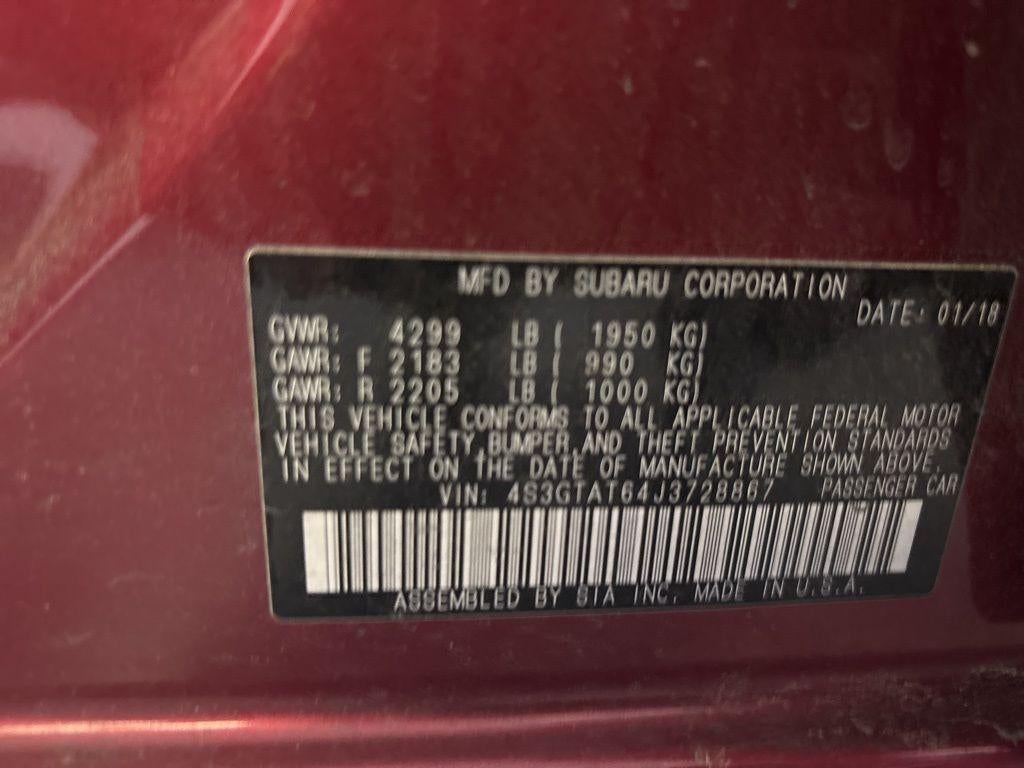 MFD BY SUBARU CORPORATION
DATE: 01/18
GVWR: 4299 LB ( 1950 KG)
GAWR: F 2183 LB ( 990 KG)
GAWR: R 2205 LB ( 1000 KG)
THIS VEHICLE CONFORMS TO ALL APPLICABLE FEDERAL MOTOR
VEHICLE SAFETY,BUMPER,AND THEFT PREVENTION STANDARDS
IN EFFECT ON THE DATE OF MANUFACTURE SHOWN ABOVE.
VIN: 4S3GTAT64J3728867 PASSENGER CAR
ASSEMBLED BY SIA INC. MADE IN U.S.A.